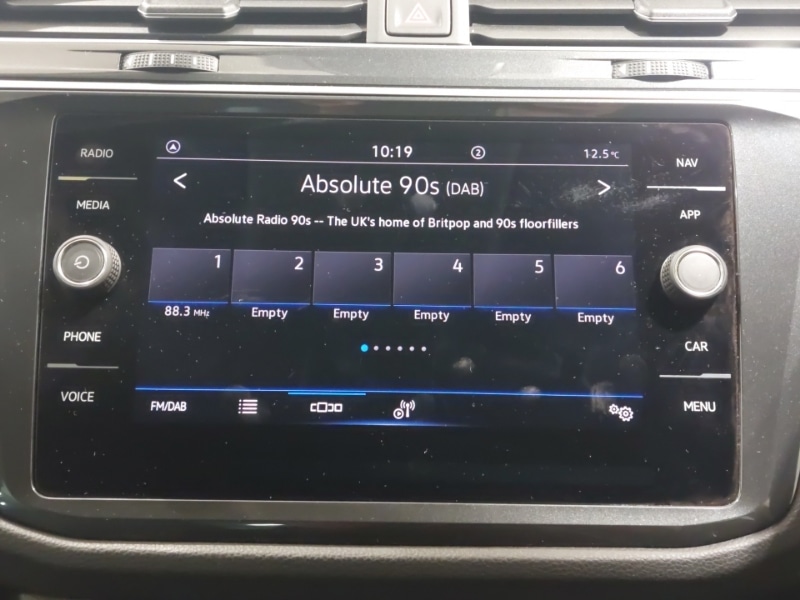 RADIO
MEDIA
PHONE
VOICE
10:19
2
12.5°C
< Absolute 90s (DAB) >
Absolute Radio 90s -- The UK's home of Britpop and 90s floorfillers
1 2 3 4 5 6
88.3 MHz Empty Empty Empty Empty Empty
FM/DAB
NAV
APP
CAR
MENU